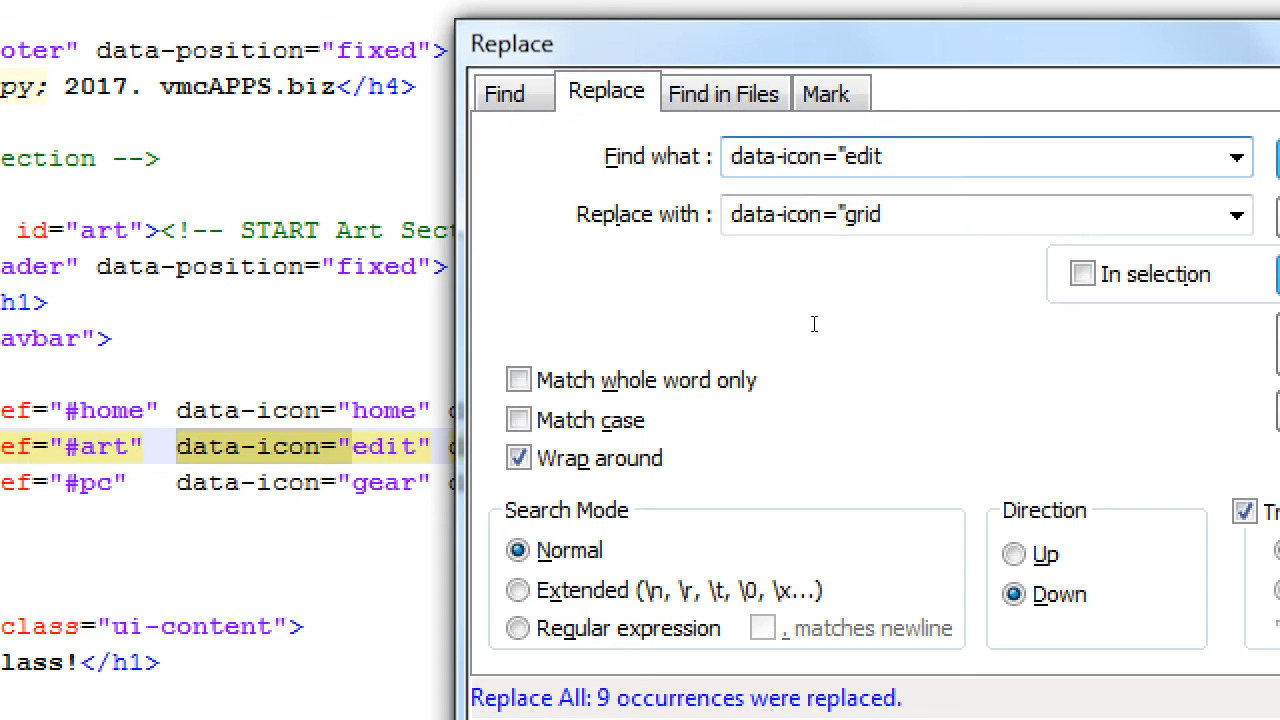 ooter" data-position="fixed">
py; 2017. vmcAPPS.biz</h4>
ection -->
id="art"><!-- START Art Sect
ader" data-position="fixed">
h1>
avbar">
ef="#home" data-icon="home"
ef="#art" data-icon="edit"
ef="#pc" data-icon="gear"
class="ui-content">
lass!</h1>
Replace
Find Replace Find in Files Mark
Find what : data-icon="edit
Replace with : data-icon="grid
In selection
Match whole word only
Match case
Wrap around
Search Mode
Normal
Extended (\n, \r, \t, \0, \x...)
Regular expression . matches newline
Direction
Up
Down
Tr
Replace All: 9 occurrences were replaced.